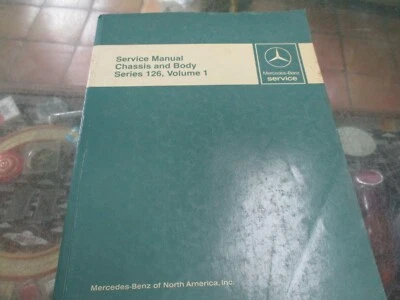 Service Manual
Chassis and Body
Series 126, Volume 1
Mercedes-Benz
service
Mercedes-Benz of North America, Inc.